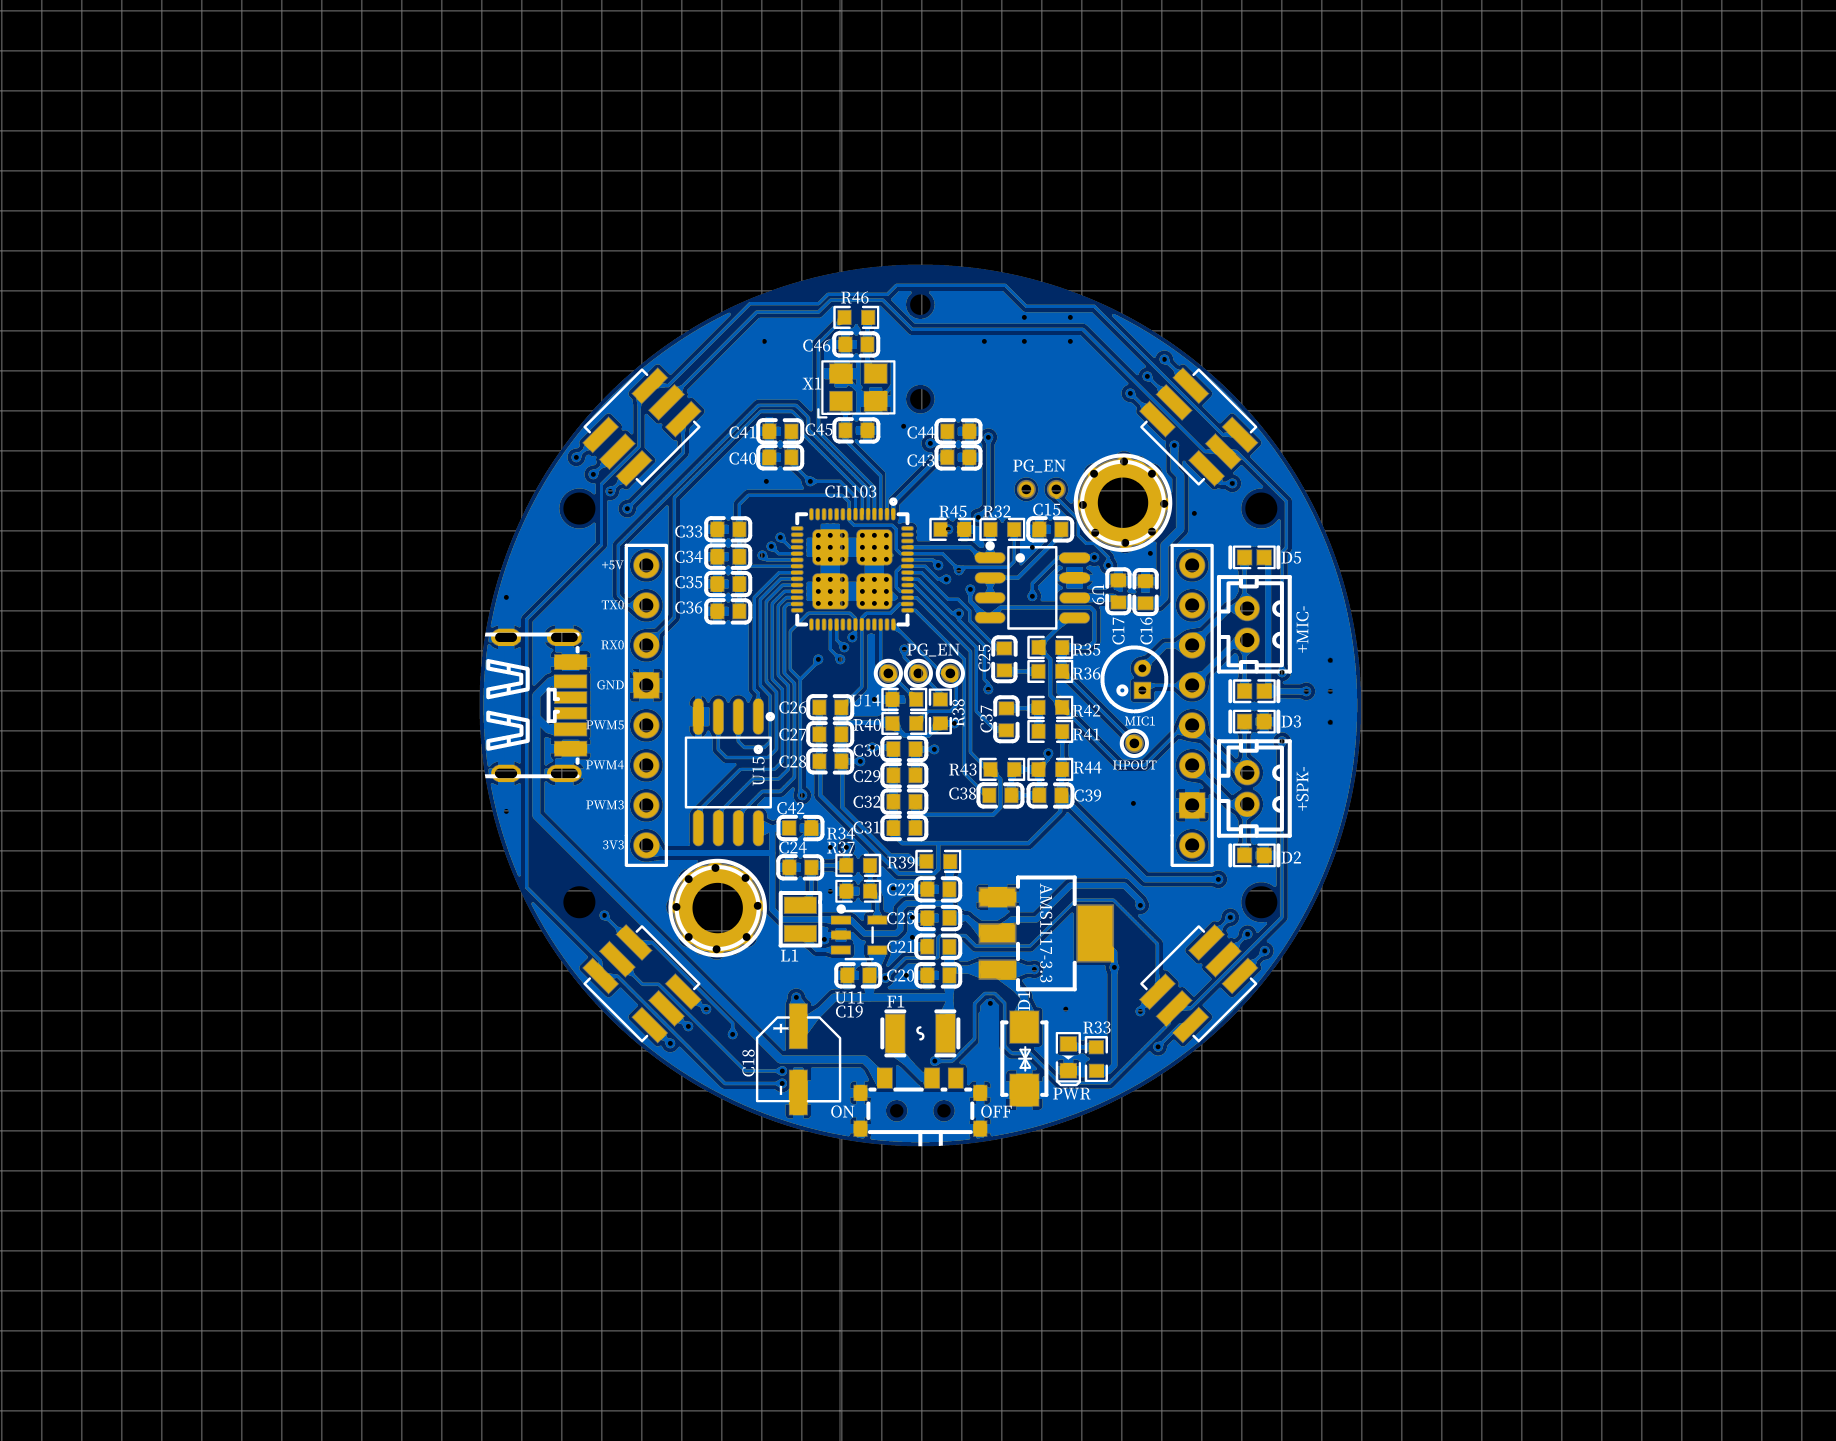 R46
C46
X1
C41
C45
C44
C40
C43
PG_EN
CI1103
R45
R32
C15
C33
C34
C35
C36
+5V
TX0
RX0
GND
PWM5
PWM4
PWM3
3V3
U9
C17
C16
D5
+MIC-
PG_EN
C25
R35
R36
C26
U14
R38
C37
R42
MIC1
C27
R40
R41
D3
C28
C30
U15
HPOUT
C29
R43
R44
C32
C38
C39
+SPK-
C42
C31
R34
C24
R37
R39
D2
C22
AMS1117-3.3
C23
L1
C21
C20
U11
C19
F1
D1
R33
C18
+
-
PWR
ON
OFF